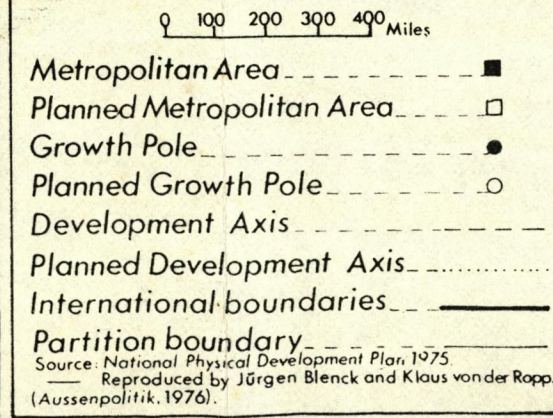 0 100 200 300 400 Miles
Metropolitan Area
Planned Metropolitan Area
Growth Pole
Planned Growth Pole
Development Axis
Planned Development Axis
International boundaries
Partition boundary
Source: National Physical Development Plan 1975.
Reproduced by Jürgen Blenck and Klaus von der Ropp.
(Aussenpolitik, 1976).